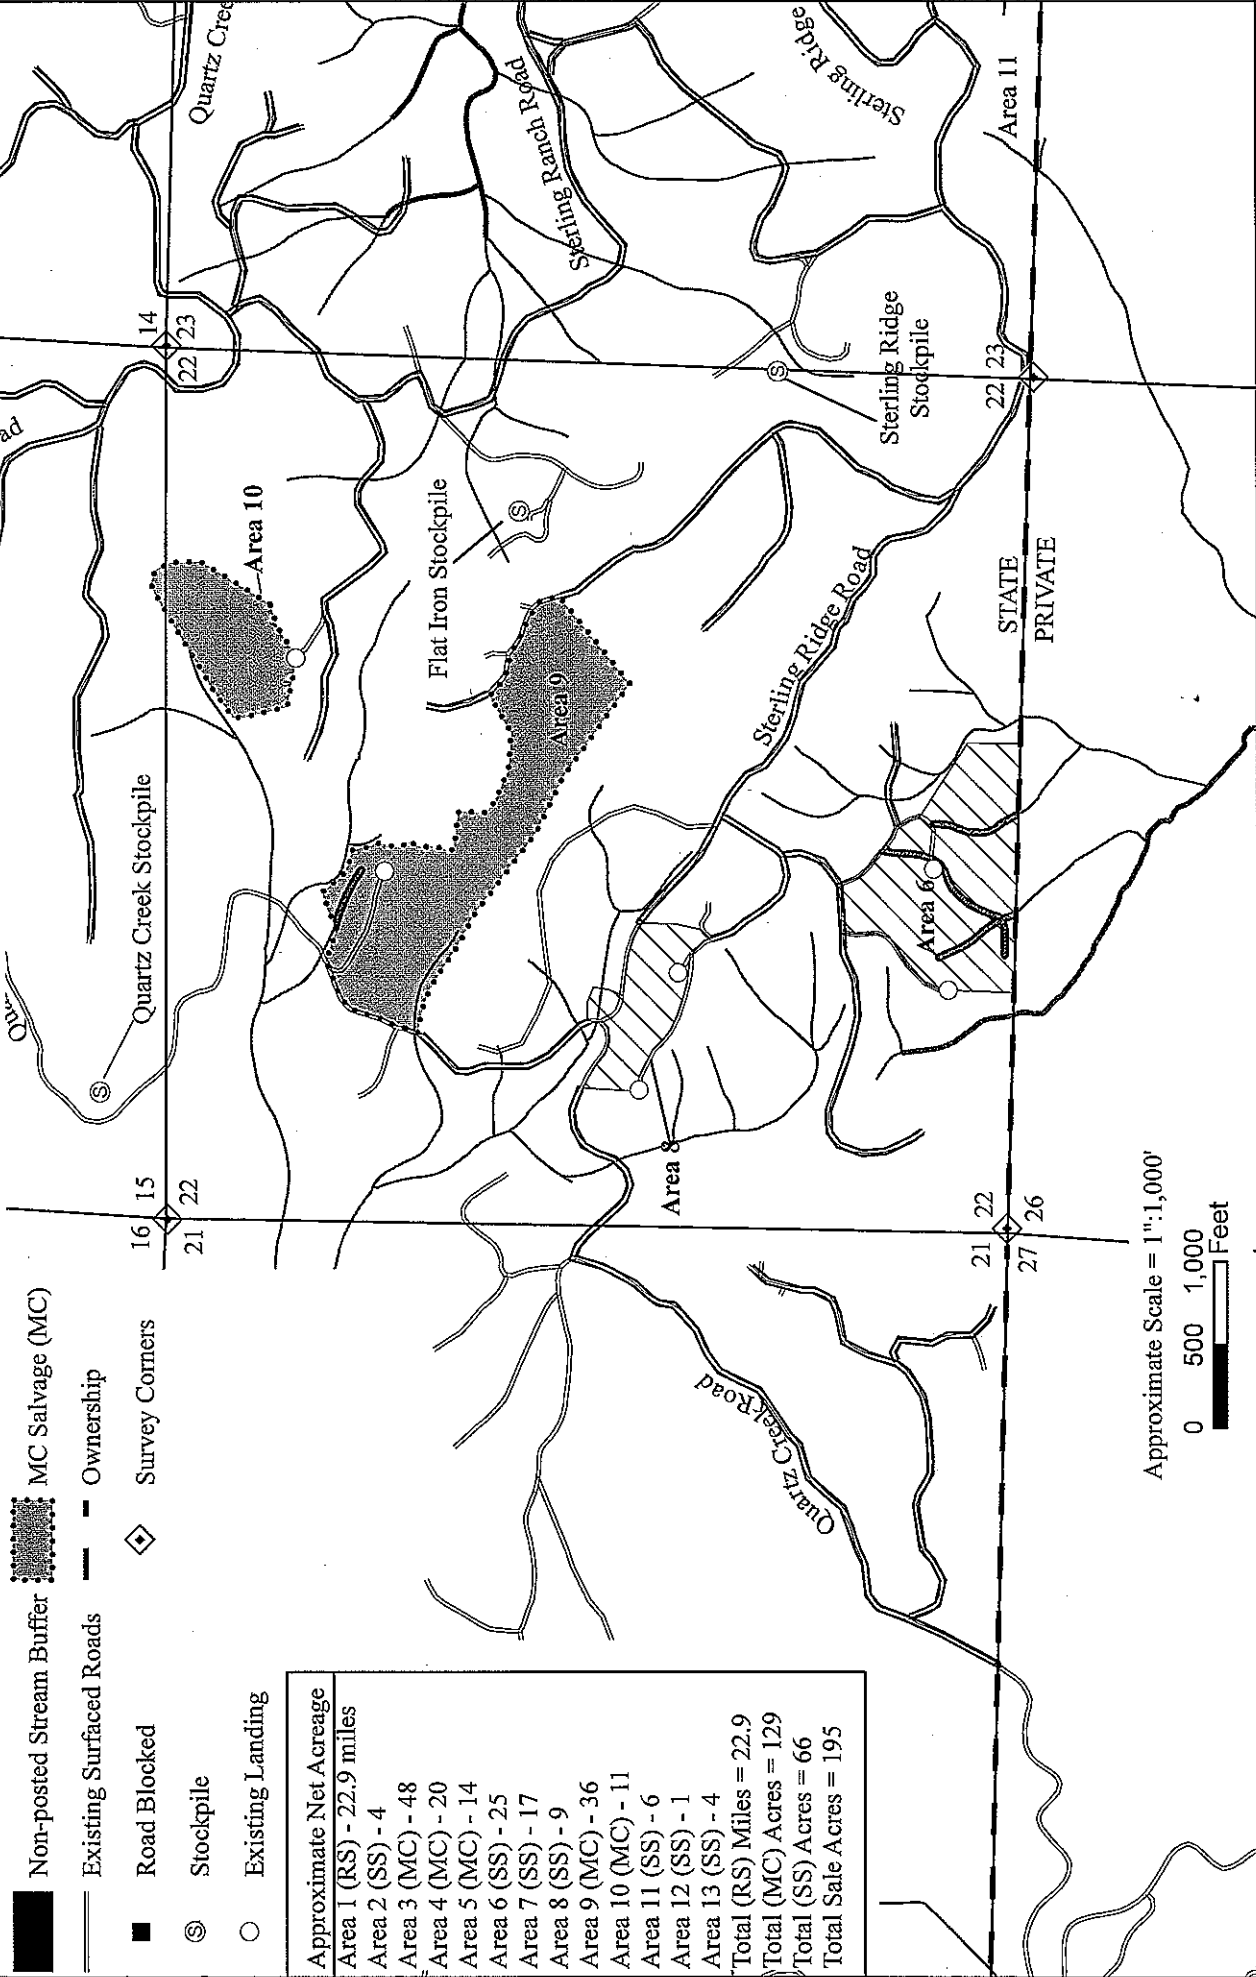 Non-posted Stream Buffer
MC Salvage (MC)
Existing Surfaced Roads
Ownership
Road Blocked
Survey Corners
Stockpile
Existing Landing
Approximate Net Acreage
Area 1 (RS) - 22.9 miles
Area 2 (SS) - 4
Area 3 (MC) - 48
Area 4 (MC) - 20
Area 5 (MC) - 14
Area 6 (SS) - 25
Area 7 (SS) - 17
Area 8 (SS) - 9
Area 9 (MC) - 36
Area 10 (MC) - 11
Area 11 (SS) - 6
Area 12 (SS) - 1
Area 13 (SS) - 4
Total (RS) Miles = 22.9
Total (MC) Acres = 129
Total (SS) Acres = 66
Total Sale Acres = 195
16 15
21 22
14
22 23
Quartz Creek Stockpile
S
Area 10
Flat Iron Stockpile
S
Area 9
Sterling Ranch Road
Sterling Ridge
Sterling Ridge
Stockpile
S
Sterling Ridge Road
Area 8
Area 6
Area 11
Quartz Creek Road
STATE
PRIVATE
22 23
21 22
27 26
Approximate Scale = 1":1,000'
0 500 1,000
Feet